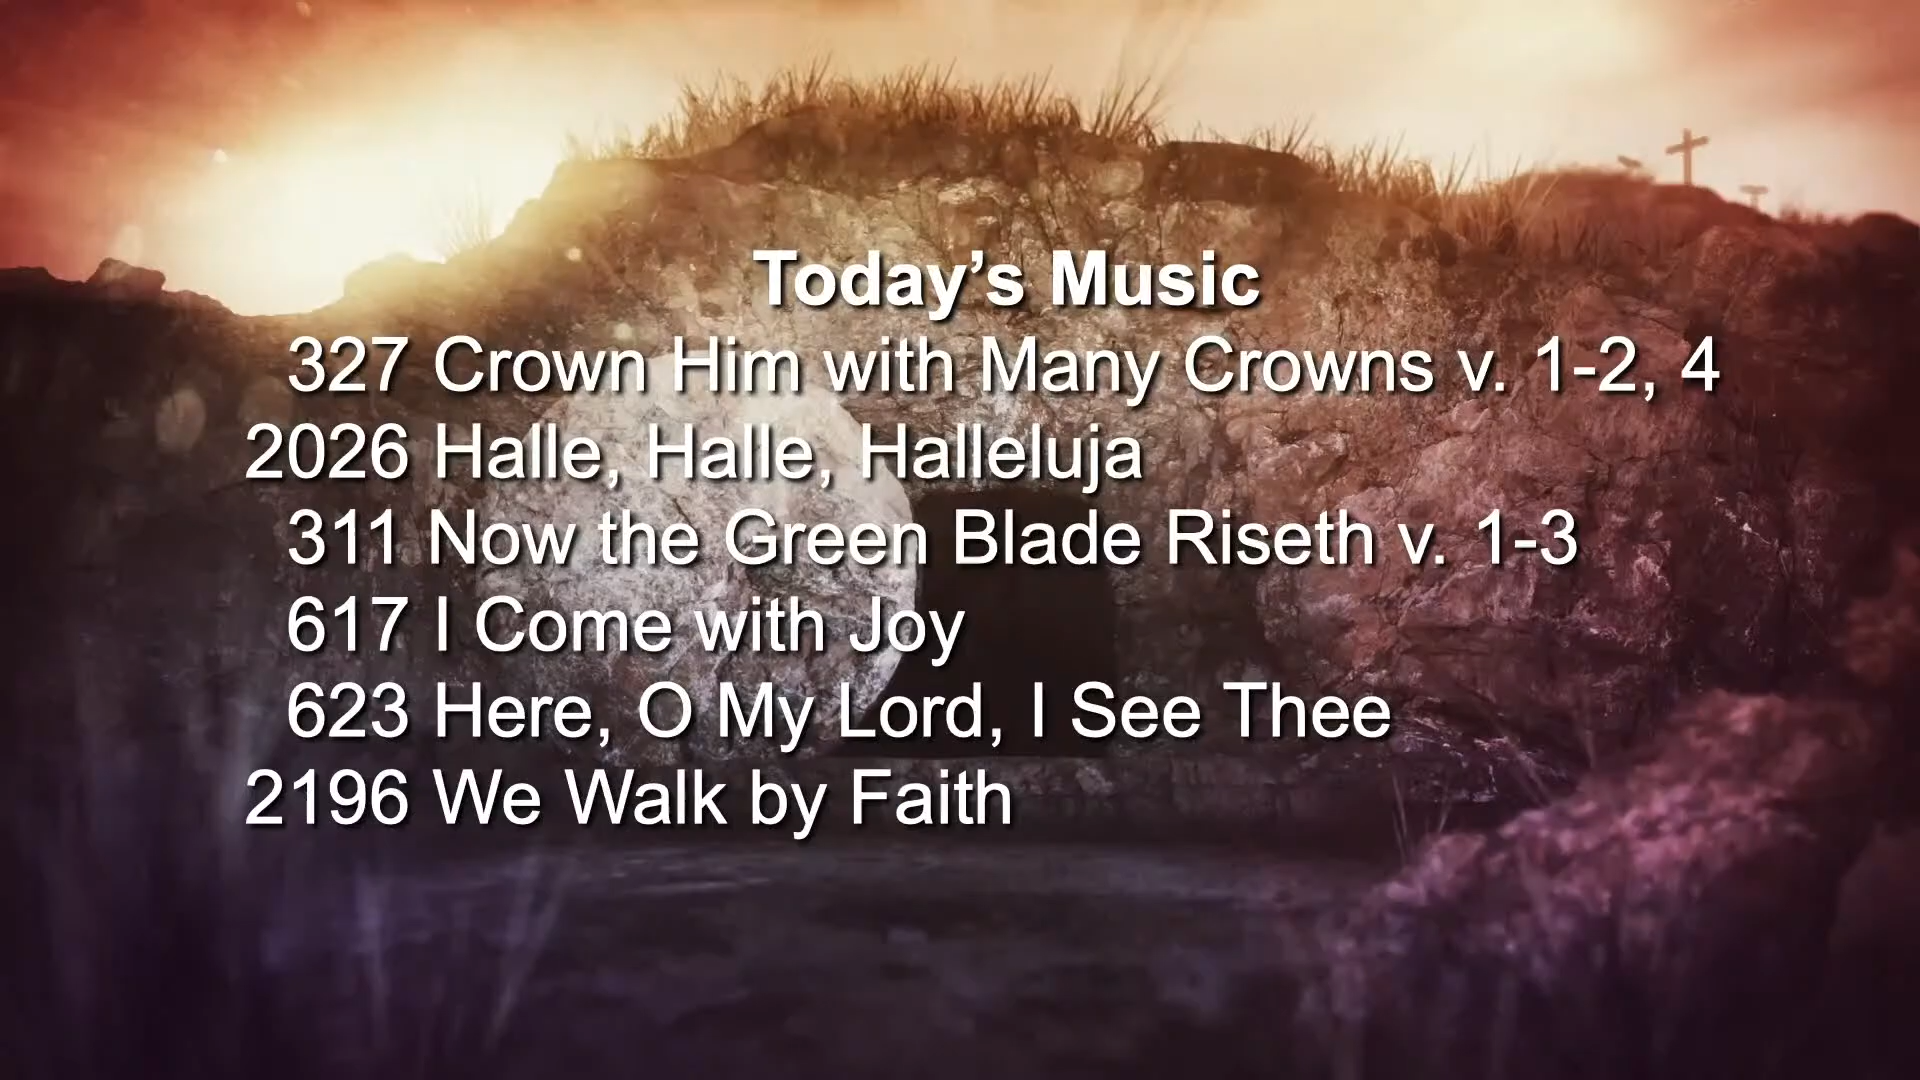 Today’s Music
327 Crown Him with Many Crowns v. 1-2, 4
2026 Halle, Halle, Halleluja
311 Now the Green Blade Riseth v. 1-3
617 I Come with Joy
623 Here, O My Lord, I See Thee
2196 We Walk by Faith